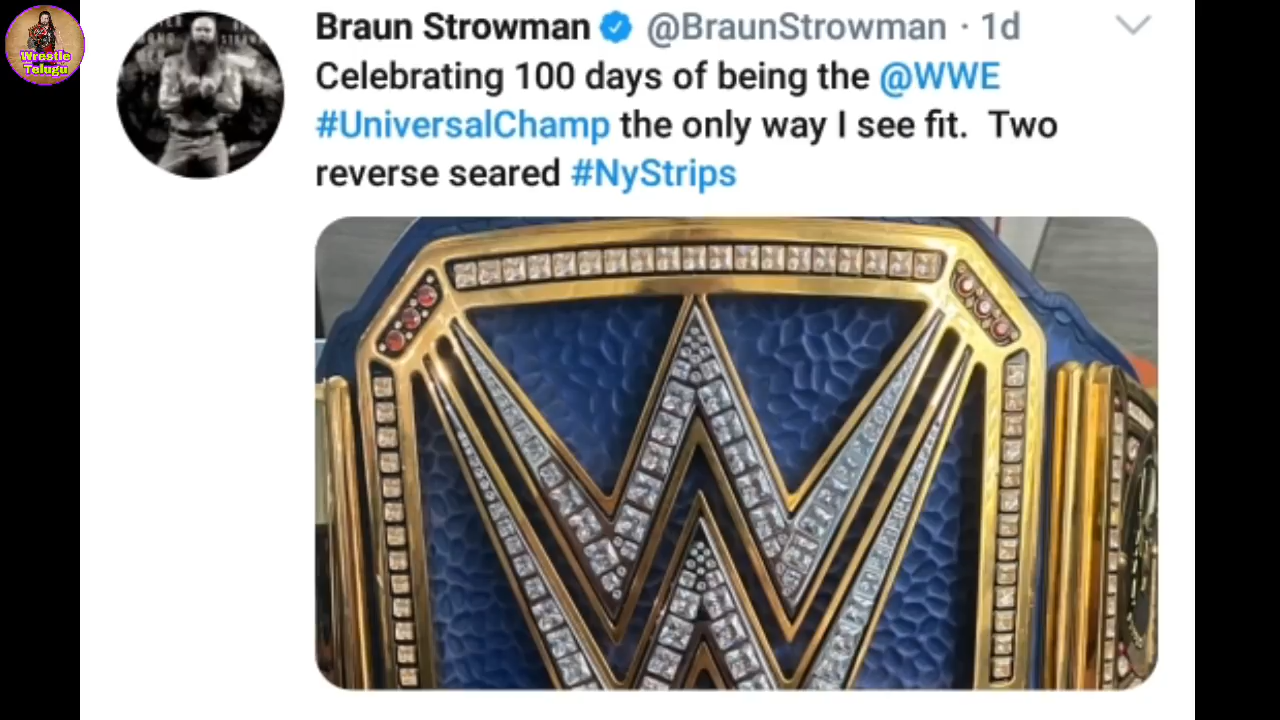 Wrestle
Telugu
Braun Strowman @BraunStrowman · 1d
Celebrating 100 days of being the @WWE
#UniversalChamp the only way I see fit.  Two
reverse seared #NyStrips